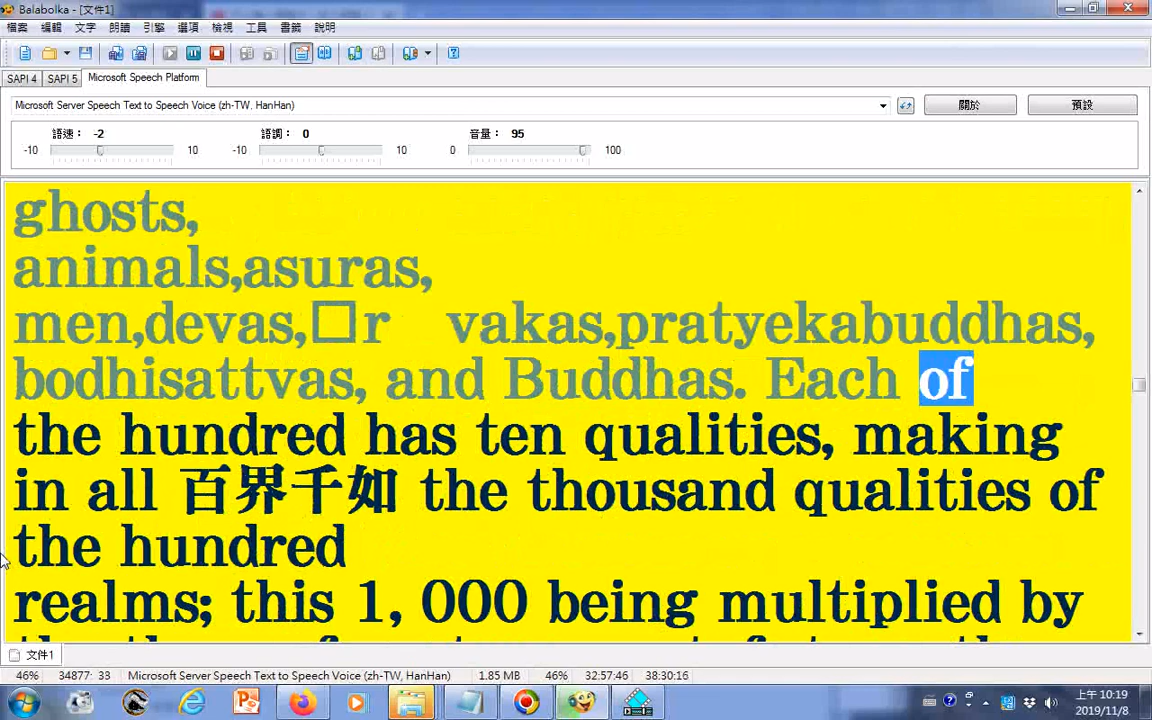 Balabolka - [文件1]
檔案 編輯 文字 朗讀 引擎 選項 檢視 工具 書籤 說明
SAPI 4 SAPI 5 Microsoft Speech Platform
Microsoft Server Speech Text to Speech Voice (zh-TW, HanHan) 關於 預設
語速： -2 語調： 0 音量： 95
-10 10 -10 10 0 100
ghosts,
animals,asuras,
men,devas,□r vakas,pratyekabuddhas,
bodhisattvas, and Buddhas. Each of
the hundred has ten qualities, making
in all 百界千如 the thousand qualities of
the hundred
realms; this 1, 000 being multiplied by
文件1
46% 34877: 33 Microsoft Server Speech Text to Speech Voice (zh-TW, HanHan) 1.85 MB 46% 32:57:46 38:30:16
上午 10:19
2019/11/8.